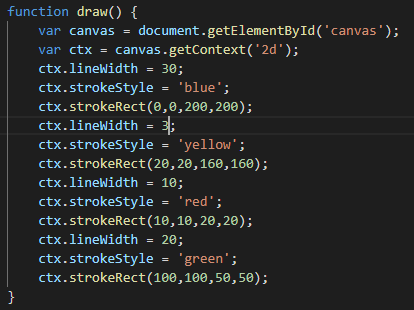 function draw() {
    var canvas = document.getElementById('canvas');
    var ctx = canvas.getContext('2d');
    ctx.lineWidth = 30;
    ctx.strokeStyle = 'blue';
    ctx.strokeRect(0,0,200,200);
    ctx.lineWidth = 3;
    ctx.strokeStyle = 'yellow';
    ctx.strokeRect(20,20,160,160);
    ctx.lineWidth = 10;
    ctx.strokeStyle = 'red';
    ctx.strokeRect(10,10,20,20);
    ctx.lineWidth = 20;
    ctx.strokeStyle = 'green';
    ctx.strokeRect(100,100,50,50);
}